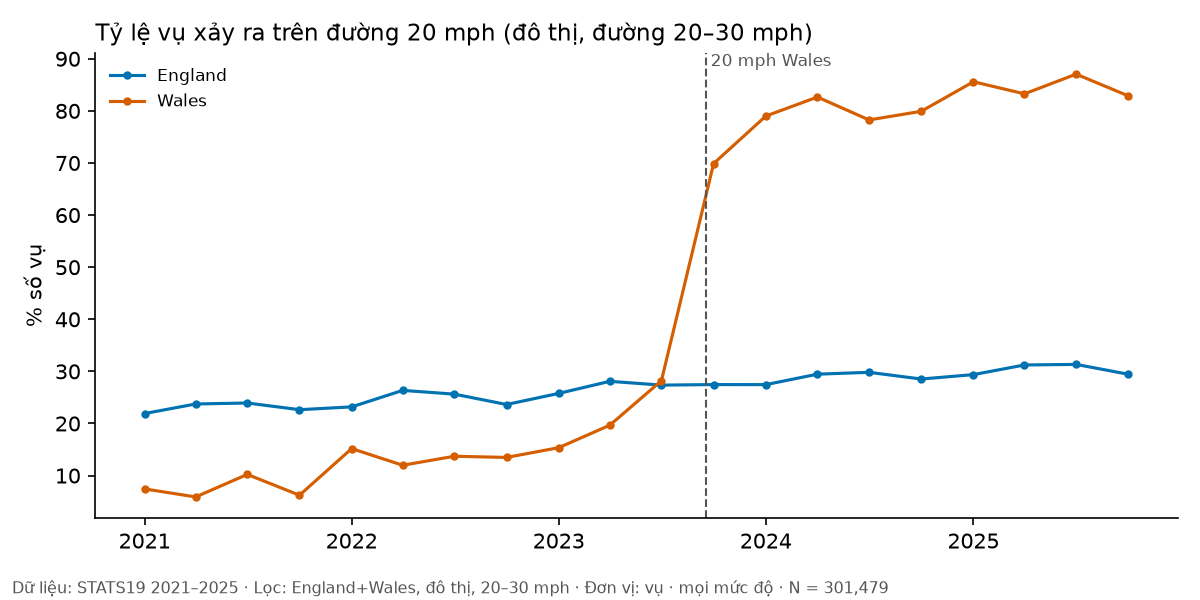 Tỷ lệ vụ xảy ra trên đường 20 mph (đô thị, đường 20–30 mph)
20 mph Wales
England
Wales
% số vụ
90
80
70
60
50
40
30
20
10
2021
2022
2023
2024
2025
Dữ liệu: STATS19 2021–2025 · Lọc: England+Wales, đô thị, 20–30 mph · Đơn vị: vụ · mọi mức độ · N = 301,479